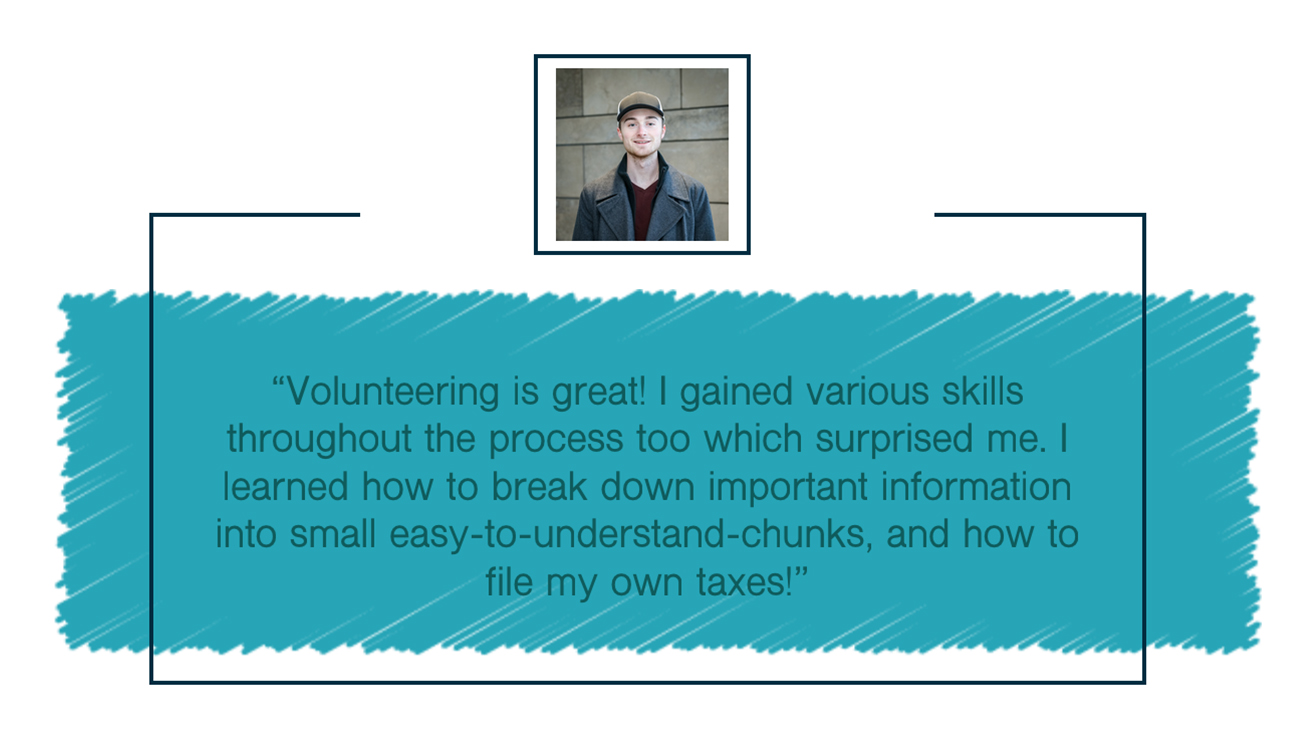 “Volunteering is great! I gained various skills
throughout the process too which surprised me. I
learned how to break down important information
into small easy-to-understand-chunks, and how to
file my own taxes!”